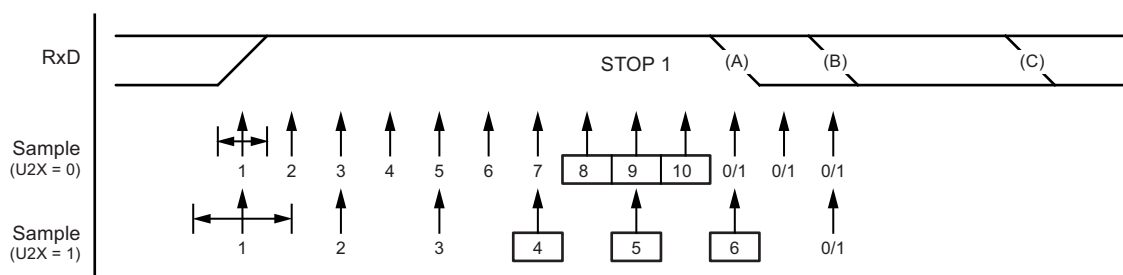 RxD
STOP 1 (A) (B) (C)
Sample
(U2X = 0)
1 2 3 4 5 6 7 8 9 10 0/1 0/1 0/1
Sample
(U2X = 1)
1 2 3 4 5 6 0/1